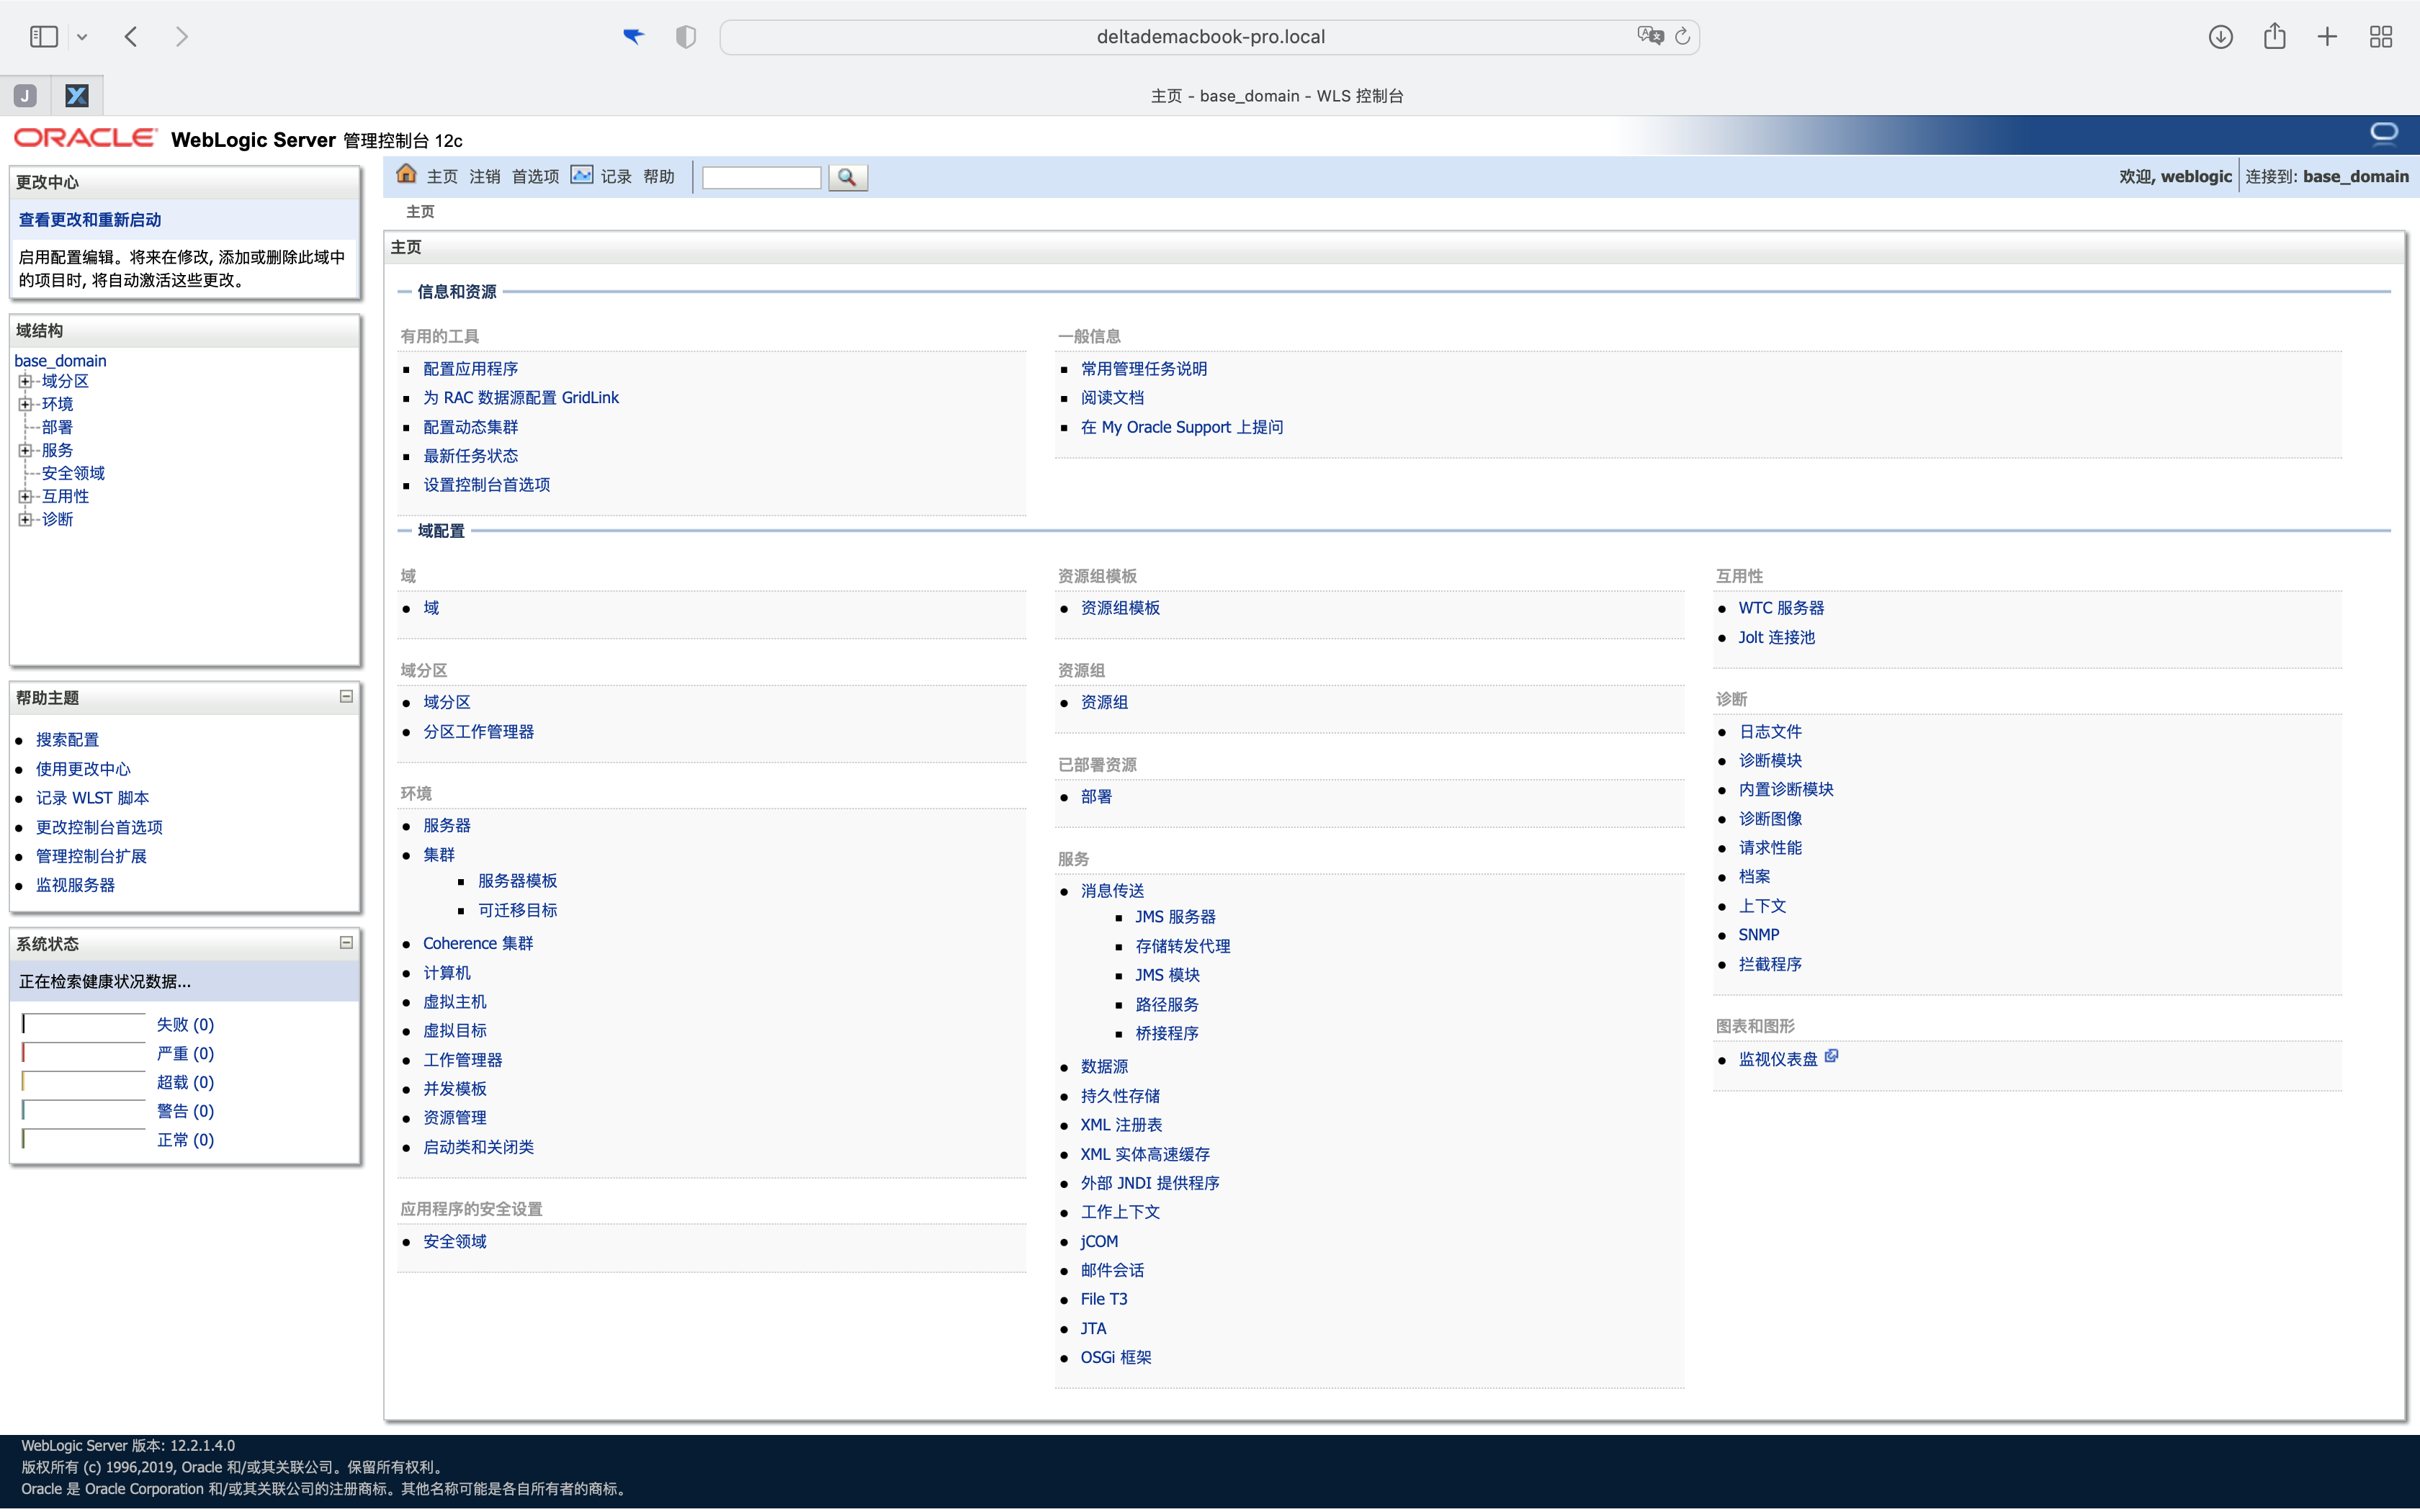 deltademacbook-pro.local
J
主页 - base_domain - WLS 控制台
ORACLE WebLogic Server 管理控制台 12c
更改中心
查看更改和重新启动
启用配置编辑。将来在修改, 添加或删除此域中
的项目时, 将自动激活这些更改。
域结构
base_domain
域分区
环境
部署
服务
安全领域
互用性
诊断
帮助主题
搜索配置
使用更改中心
记录 WLST 脚本
更改控制台首选项
管理控制台扩展
监视服务器
系统状态
正在检索健康状况数据...
失败 (0)
严重 (0)
超载 (0)
警告 (0)
正常 (0)
主页 注销 首选项 记录 帮助
欢迎, weblogic 连接到: base_domain
主页
主页
信息和资源
有用的工具
配置应用程序
为 RAC 数据源配置 GridLink
配置动态集群
最新任务状态
设置控制台首选项
一般信息
常用管理任务说明
阅读文档
在 My Oracle Support 上提问
域配置
域
域
域分区
域分区
分区工作管理器
环境
服务器
集群
服务器模板
可迁移目标
Coherence 集群
计算机
虚拟主机
虚拟目标
工作管理器
并发模板
资源管理
启动类和关闭类
应用程序的安全设置
安全领域
资源组模板
资源组模板
资源组
资源组
已部署资源
部署
服务
消息传送
JMS 服务器
存储转发代理
JMS 模块
路径服务
桥接程序
数据源
持久性存储
XML 注册表
XML 实体高速缓存
外部 JNDI 提供程序
工作上下文
jCOM
邮件会话
File T3
JTA
OSGi 框架
互用性
WTC 服务器
Jolt 连接池
诊断
日志文件
诊断模块
内置诊断模块
诊断图像
请求性能
档案
上下文
SNMP
拦截程序
图表和图形
监视仪表盘
WebLogic Server 版本: 12.2.1.4.0
版权所有 (c) 1996,2019, Oracle 和/或其关联公司。保留所有权利。
Oracle 是 Oracle Corporation 和/或其关联公司的注册商标。其他名称可能是各自所有者的商标。